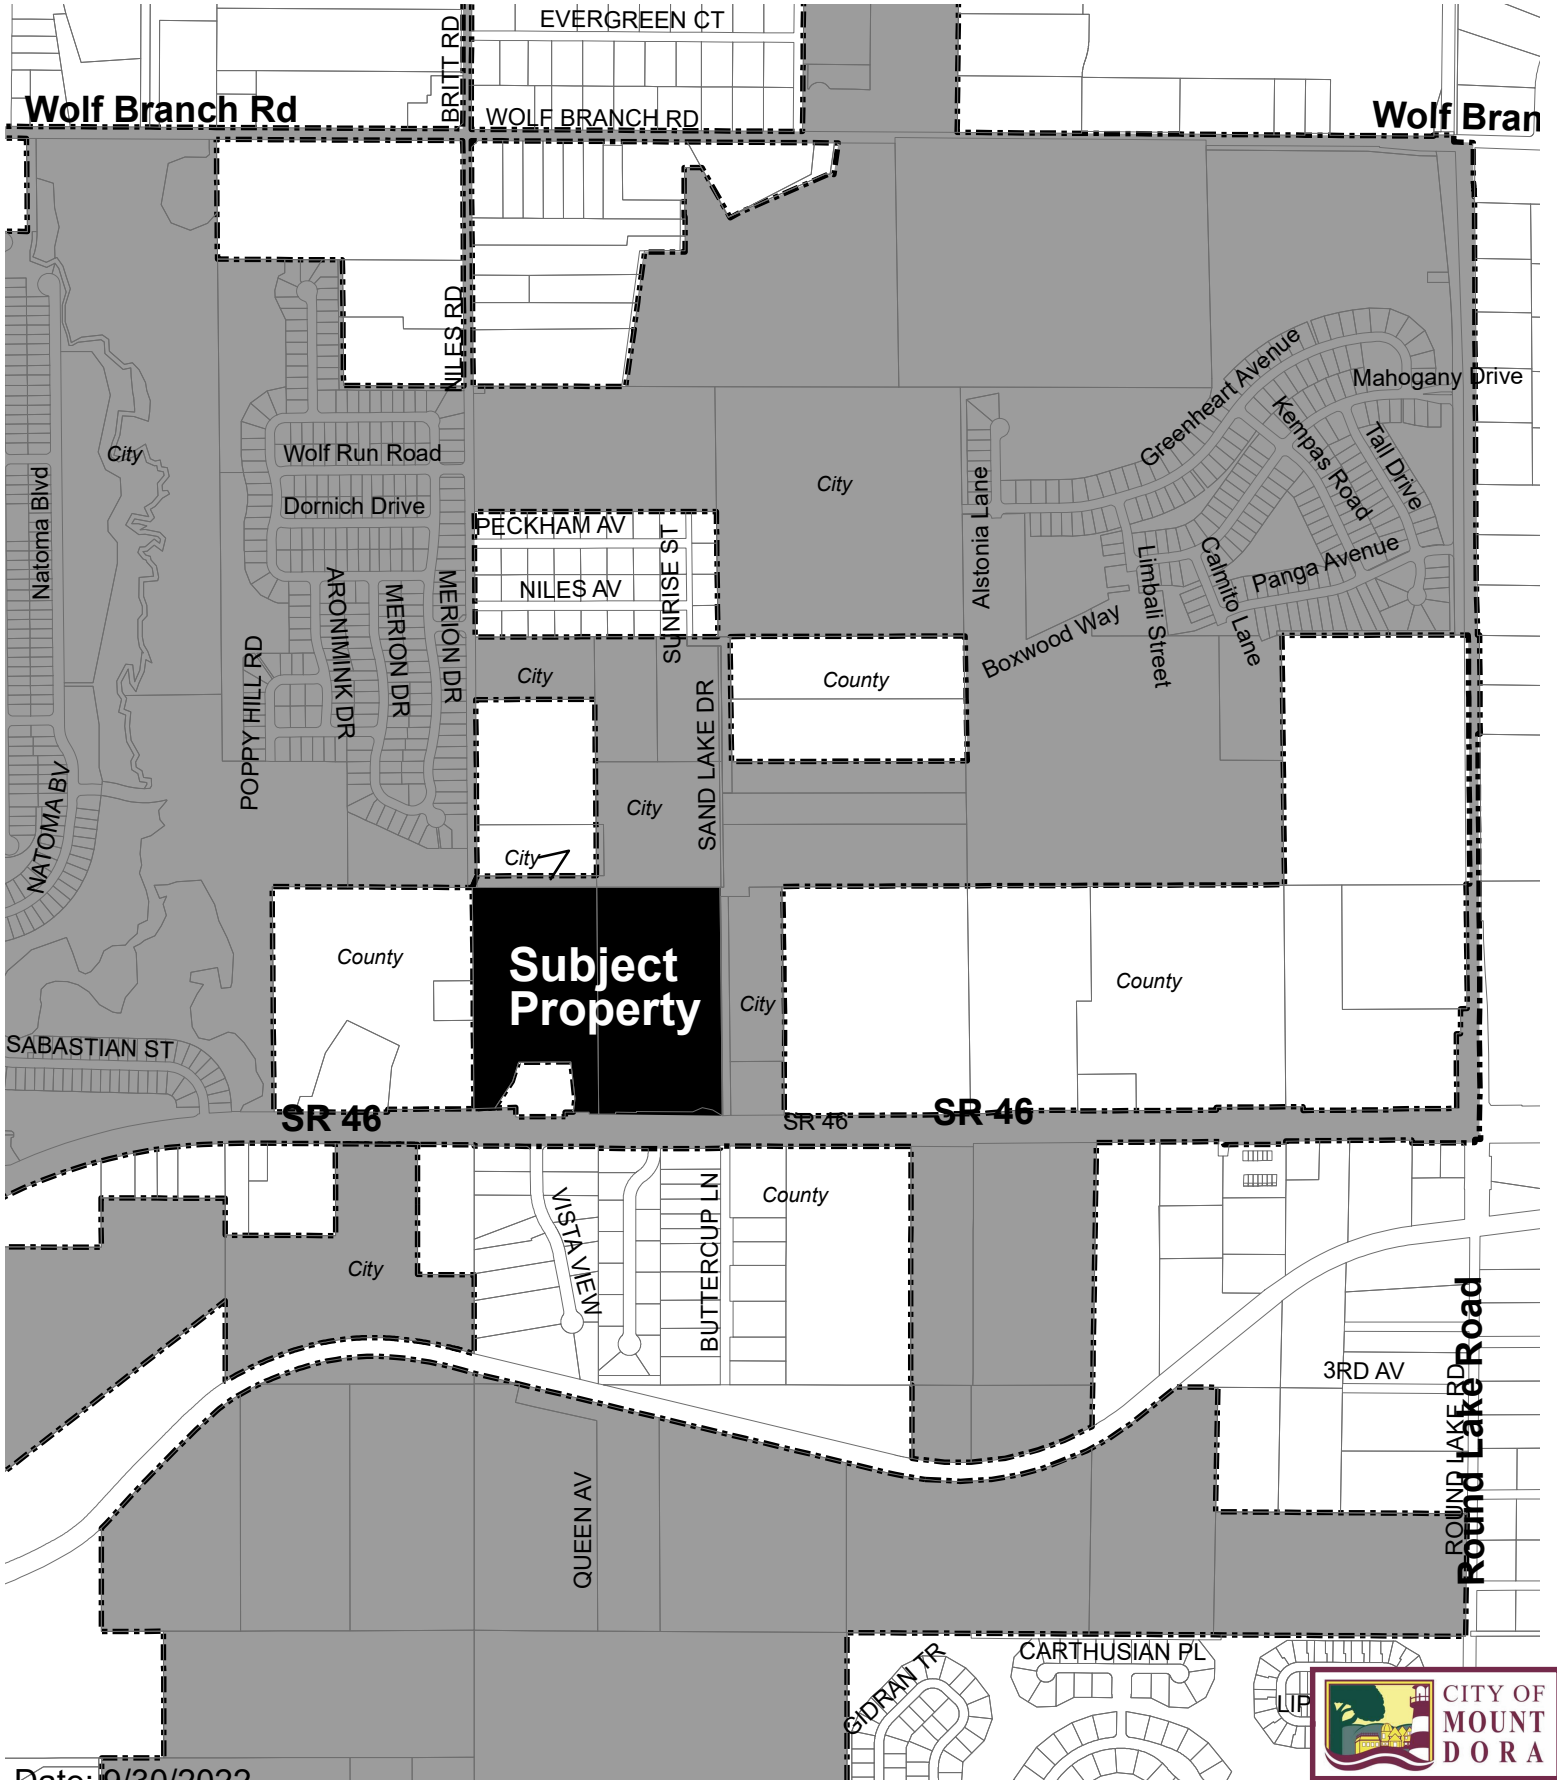 EVERGREEN CT
BRITT RD
Wolf Branch Rd
WOLF BRANCH RD
Wolf Bran
NILES RD
Greenheart Avenue
Mahogany Drive
Kempas Road
Tall Drive
City
Wolf Run Road
Natoma Blvd
City
Alstonia Lane
Dornich Drive
PECKHAM AV
SUNRISE ST
NILES AV
Limbali Street
Calmito Lane
Panga Avenue
ARONIMINK DR
MERION DR
MERION DR
Boxwood Way
POPPY HILL RD
City
County
SAND LAKE DR
NATOMA BV
City
City
County
Subject
Property
City
County
SABASTIAN ST
SR 46
SR 46
SR 46
VISTA VIEW
BUTTERCUP LN
County
City
3RD AV
ROUND LAKE RD
Round Lake Road
QUEEN AV
GIDRAN TR
CARTHUSIAN PL
LIP
CITY OF
MOUNT
DORA
Date: 9/30/2022